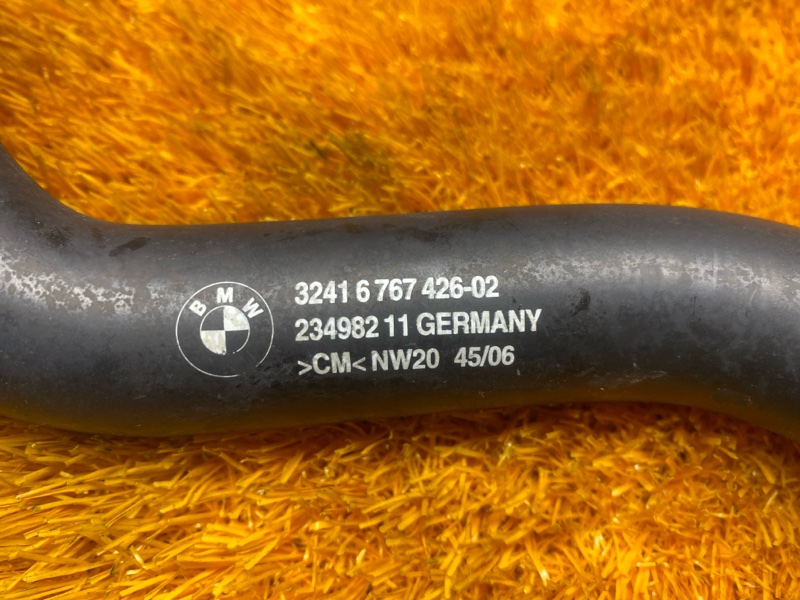 BMW
3241 6 767 426-02
234982 11 GERMANY
>CM< NW20 45/06